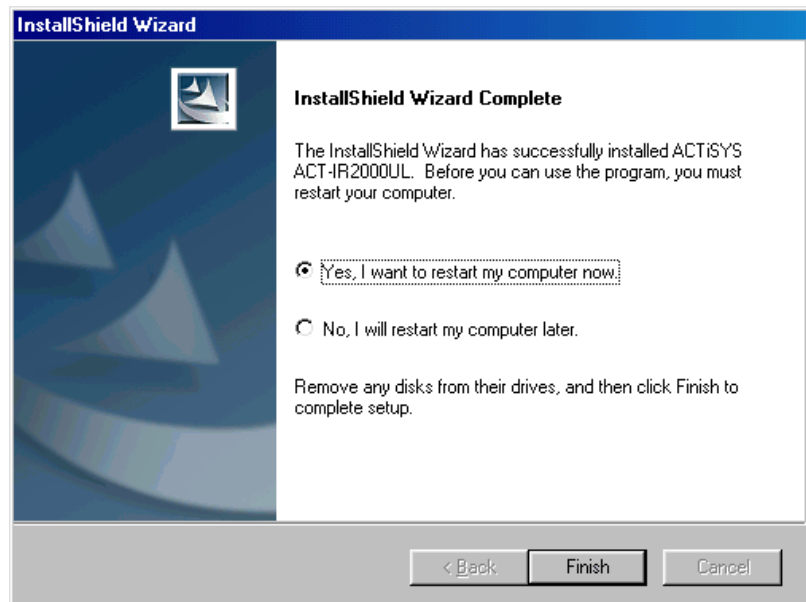 InstallShield Wizard
InstallShield Wizard Complete
The InstallShield Wizard has successfully installed ACTiSYS
ACT-IR2000UL. Before you can use the program, you must
restart your computer.
Yes, I want to restart my computer now.
No, I will restart my computer later.
Remove any disks from their drives, and then click Finish to
complete setup.
< Back
Finish
Cancel